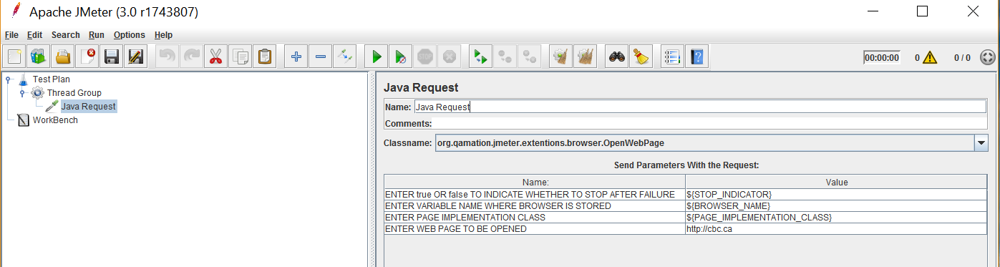 Apache JMeter (3.0 r1743807)
File Edit Search Run Options Help
STOP
00:00:00 0 0 / 0
Test Plan
Thread Group
Java Request
WorkBench
Java Request
Name: Java Request
Comments:
Classname: org.qamation.jmeter.extentions.browser.OpenWebPage
Send Parameters With the Request:
Name: Value
ENTER true OR false TO INDICATE WHETHER TO STOP AFTER FAILURE ${STOP_INDICATOR}
ENTER VARIABLE NAME WHERE BROWSER IS STORED ${BROWSER_NAME}
ENTER PAGE IMPLEMENTATION CLASS ${PAGE_IMPLEMENTATION_CLASS}
ENTER WEB PAGE TO BE OPENED http://cbc.ca